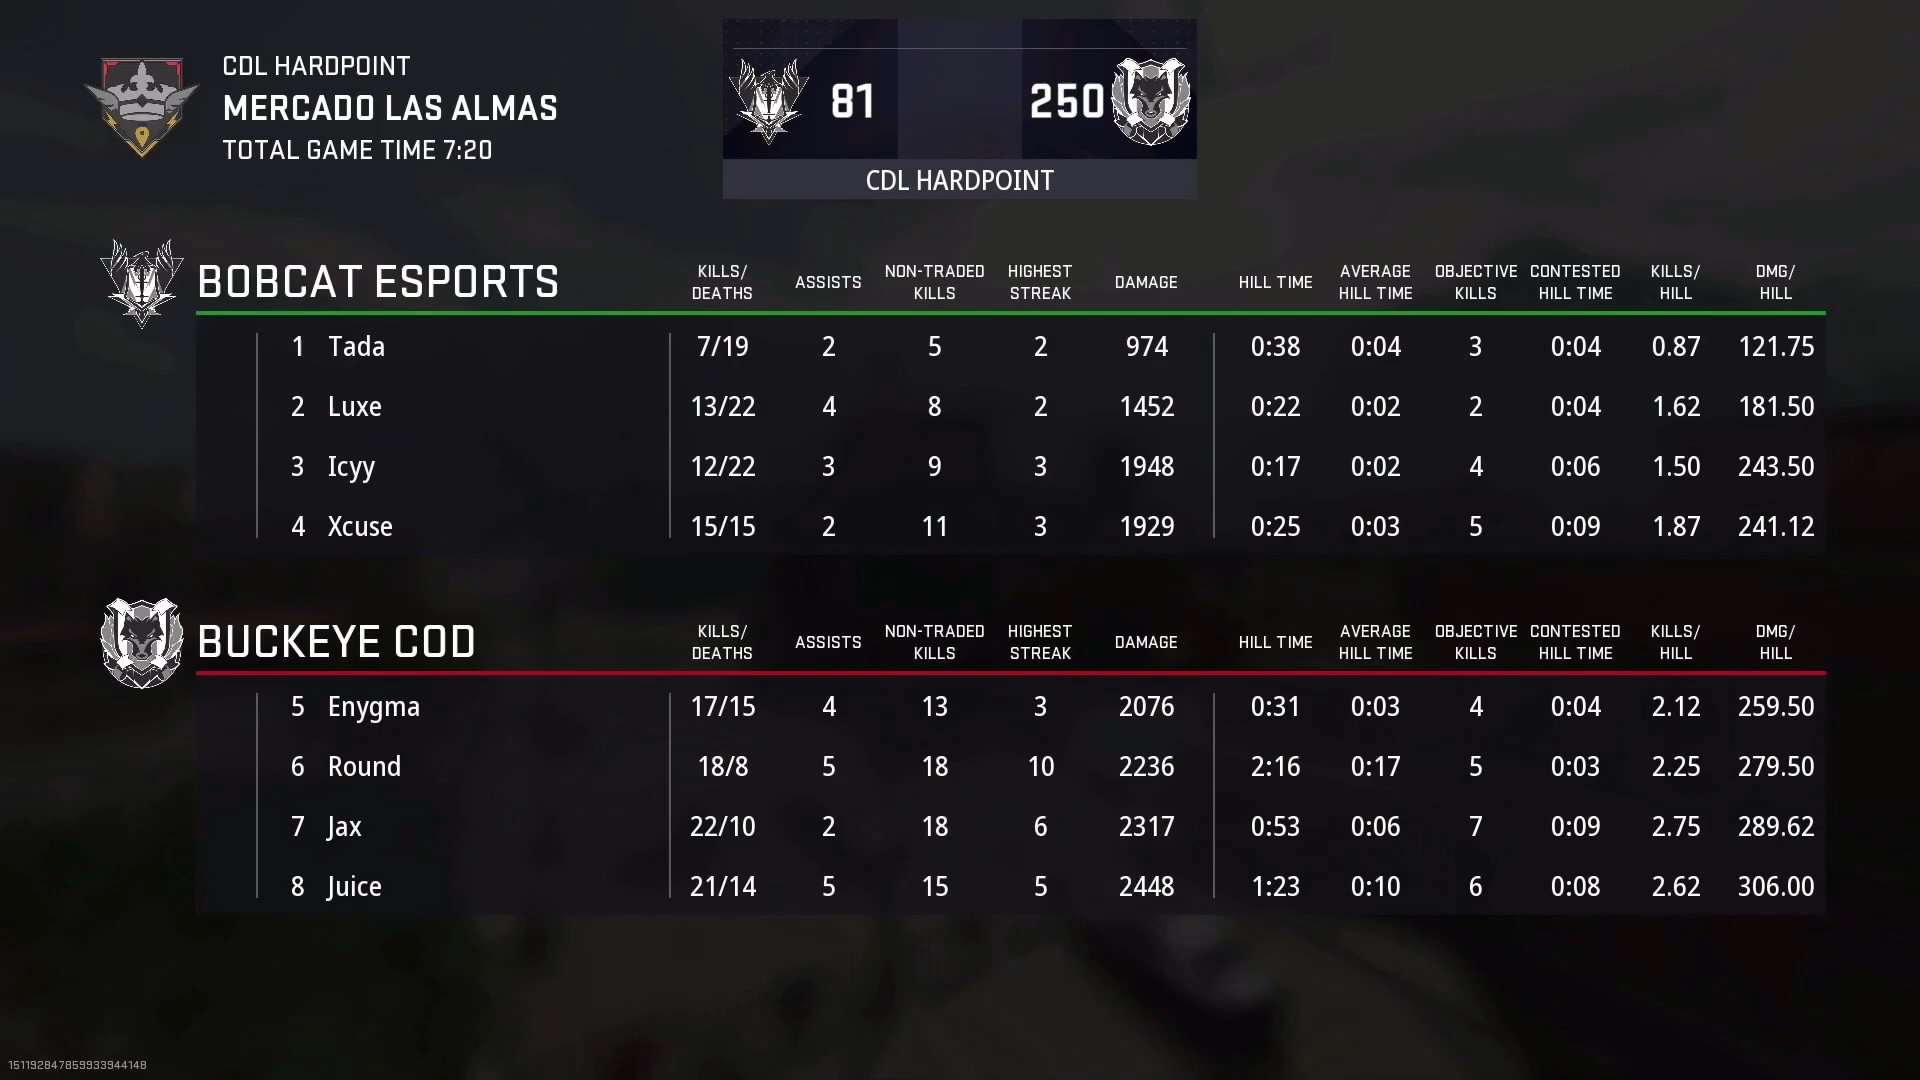 CDL HARDPOINT
MERCADO LAS ALMAS
TOTAL GAME TIME 7:20
81 250
CDL HARDPOINT
BOBCAT ESPORTS
KILLS/ DEATHS ASSISTS NON-TRADED KILLS HIGHEST STREAK DAMAGE HILL TIME AVERAGE HILL TIME OBJECTIVE KILLS CONTESTED HILL TIME KILLS/ HILL DMG/ HILL
1 Tada 7/19 2 5 2 974 0:38 0:04 3 0:04 0.87 121.75
2 Luxe 13/22 4 8 2 1452 0:22 0:02 2 0:04 1.62 181.50
3 Icyy 12/22 3 9 3 1948 0:17 0:02 4 0:06 1.50 243.50
4 Xcuse 15/15 2 11 3 1929 0:25 0:03 5 0:09 1.87 241.12
BUCKEYE COD
KILLS/ DEATHS ASSISTS NON-TRADED KILLS HIGHEST STREAK DAMAGE HILL TIME AVERAGE HILL TIME OBJECTIVE KILLS CONTESTED HILL TIME KILLS/ HILL DMG/ HILL
5 Enygma 17/15 4 13 3 2076 0:31 0:03 4 0:04 2.12 259.50
6 Round 18/8 5 18 10 2236 2:16 0:17 5 0:03 2.25 279.50
7 Jax 22/10 2 18 6 2317 0:53 0:06 7 0:09 2.75 289.62
8 Juice 21/14 5 15 5 2448 1:23 0:10 6 0:08 2.62 306.00
151192847859933944148